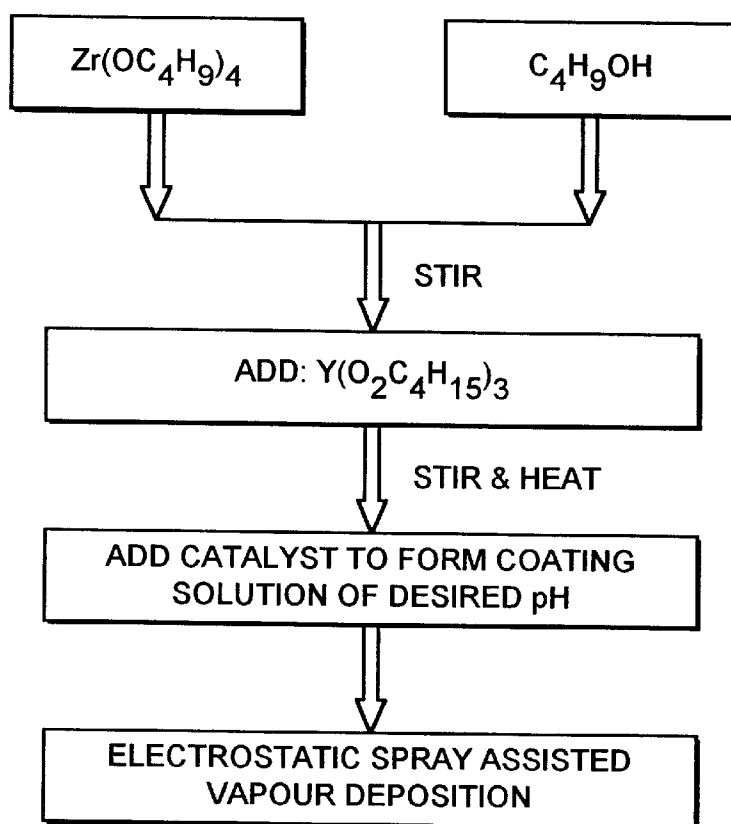 Zr(OC₄H₉)₄
C₄H₉OH
STIR
ADD: Y(O₂C₄H₁₅)₃
STIR & HEAT
ADD CATALYST TO FORM COATING
SOLUTION OF DESIRED pH
ELECTROSTATIC SPRAY ASSISTED
VAPOUR DEPOSITION